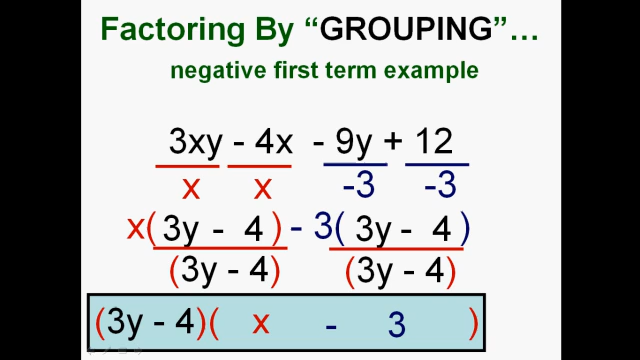 Factoring By “GROUPING”…
negative first term example
3xy - 4x - 9y + 12
x x -3 -3
x( 3y - 4 ) - 3( 3y - 4 )
(3y - 4) (3y - 4)
(3y - 4)( x - 3 )